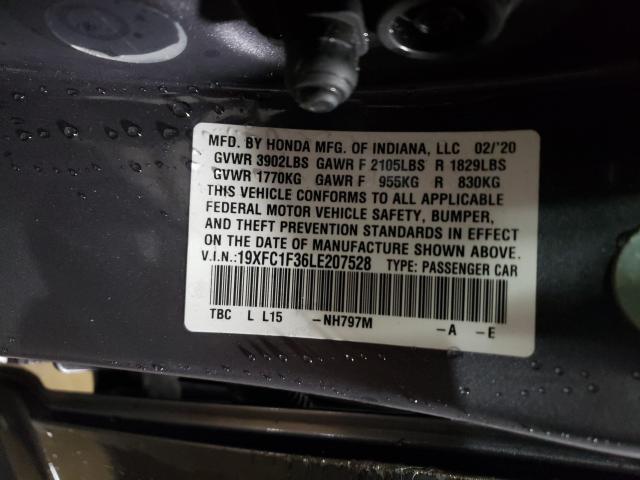 MFD. BY HONDA MFG. OF INDIANA, LLC 02/'20
GVWR 3902LBS GAWR F 2105LBS R 1829LBS
GVWR 1770KG GAWR F 955KG R 830KG
THIS VEHICLE CONFORMS TO ALL APPLICABLE
FEDERAL MOTOR VEHICLE SAFETY, BUMPER,
AND THEFT PREVENTION STANDARDS IN EFFECT
ON THE DATE OF MANUFACTURE SHOWN ABOVE.
V.I.N.:19XFC1F36LE207528 TYPE: PASSENGER CAR
TBC L L15 -NH797M -A -E